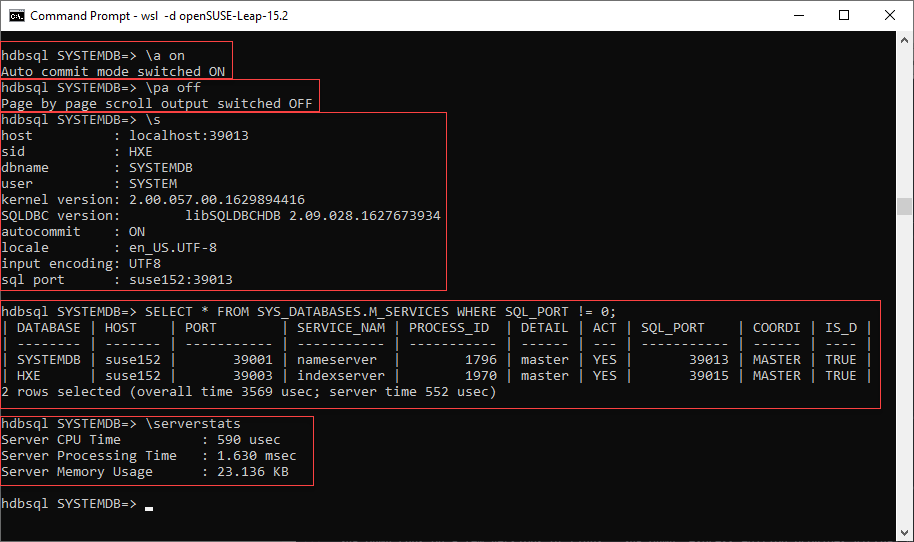 Command Prompt - wsl  -d openSUSE-Leap-15.2
hdbsql SYSTEMDB=> \a on
Auto commit mode switched ON
hdbsql SYSTEMDB=> \pa off
Page by page scroll output switched OFF
hdbsql SYSTEMDB=> \s
host          : localhost:39013
sid           : HXE
dbname        : SYSTEMDB
user          : SYSTEM
kernel version: 2.00.057.00.1629894416
SQLDBC version:        libSQLDBCHDB 2.09.028.1627673934
autocommit    : ON
locale        : en_US.UTF-8
input encoding: UTF8
sql port      : suse152:39013
hdbsql SYSTEMDB=> SELECT * FROM SYS_DATABASES.M_SERVICES WHERE SQL_PORT != 0;
| DATABASE | HOST    | PORT        | SERVICE_NAM | PROCESS_ID  | DETAIL | ACT | SQL_PORT    | COORDI | IS_D |
| -------- | ------- | ----------- | ----------- | ----------- | ------ | --- | ----------- | ------ | ---- |
| SYSTEMDB | suse152 |       39001 | nameserver  |        1796 | master | YES |       39013 | MASTER | TRUE |
| HXE      | suse152 |       39003 | indexserver |        1970 | master | YES |       39015 | MASTER | TRUE |
2 rows selected (overall time 3569 usec; server time 552 usec)
hdbsql SYSTEMDB=> \serverstats
Server CPU Time          : 590 usec
Server Processing Time   : 1.630 msec
Server Memory Usage      : 23.136 KB
hdbsql SYSTEMDB=>